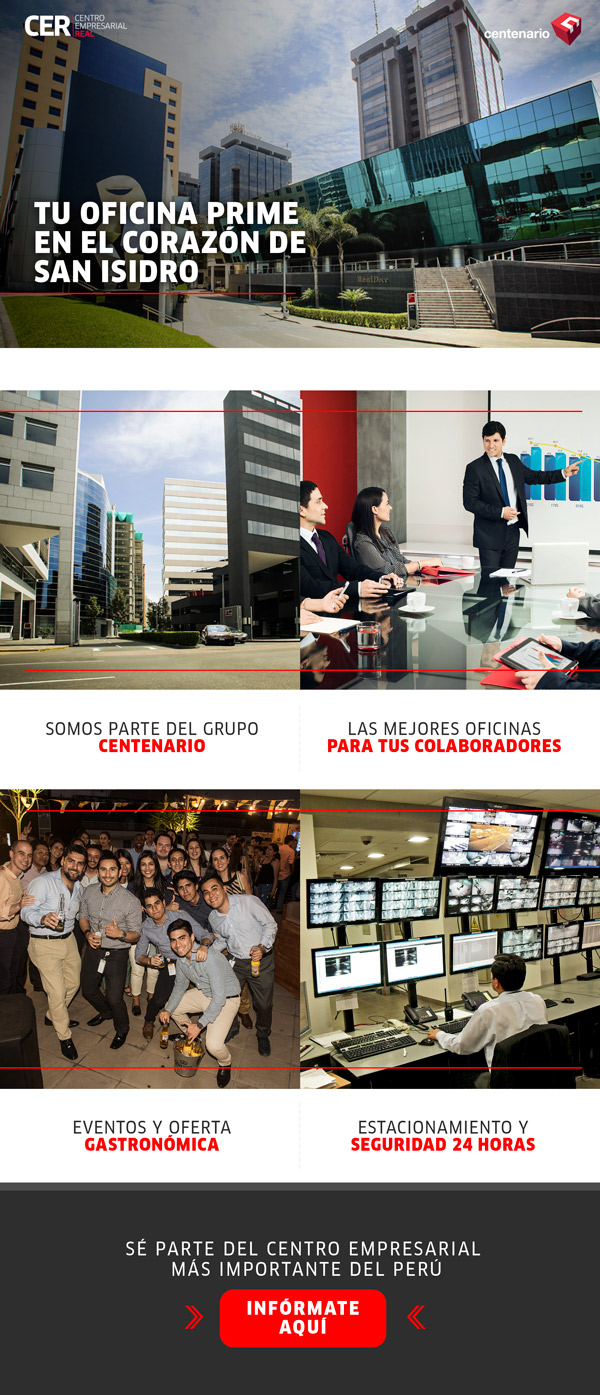 CER
CENTRO
EMPRESARIAL
REAL
centenario
TU OFICINA PRIME
EN EL CORAZÓN DE
SAN ISIDRO
SOMOS PARTE DEL GRUPO
CENTENARIO
LAS MEJORES OFICINAS
PARA TUS COLABORADORES
EVENTOS Y OFERTA
GASTRONÓMICA
ESTACIONAMIENTO Y
SEGURIDAD 24 HORAS
SÉ PARTE DEL CENTRO EMPRESARIAL
MÁS IMPORTANTE DEL PERÚ
INFÓRMATE
AQUÍ